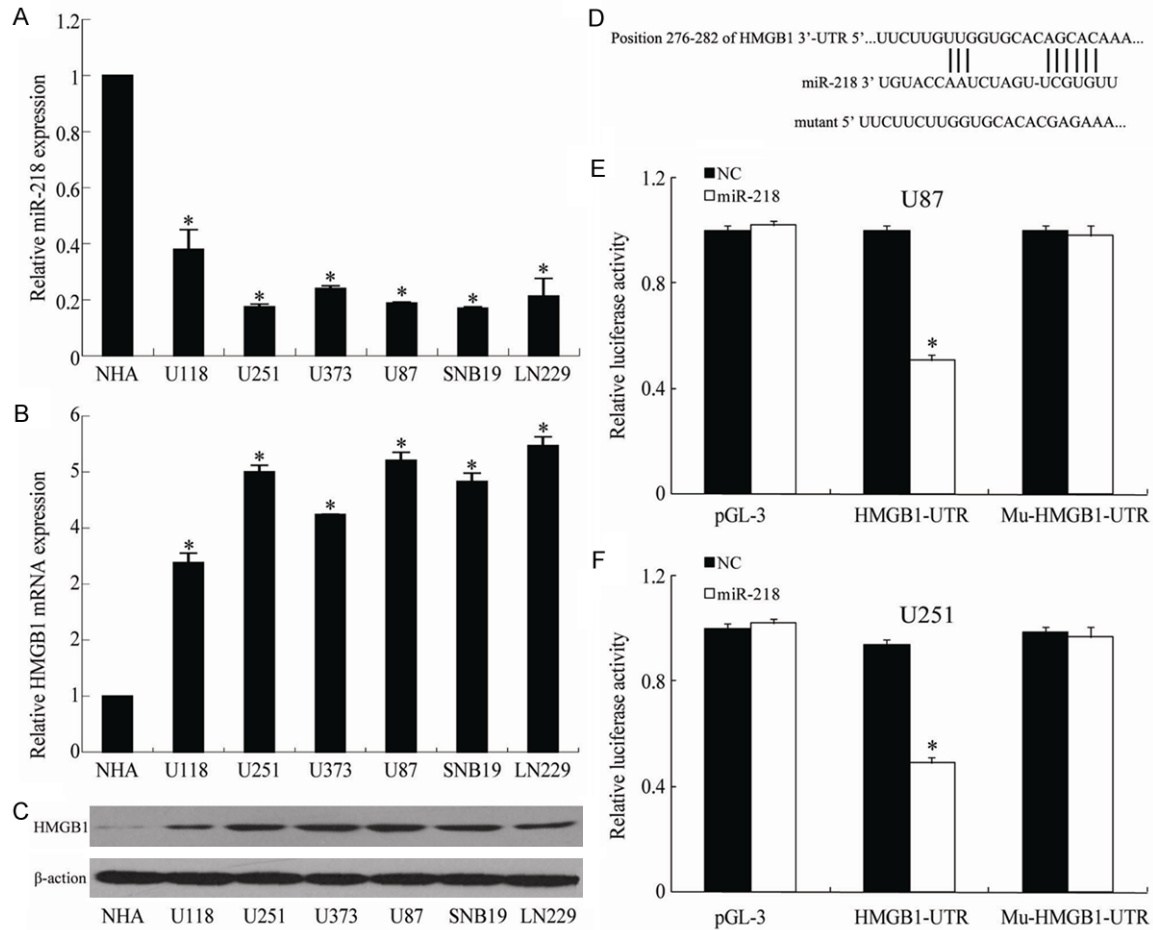 A
Relative miR-218 expression
1.2
1
0.8
0.6
0.4
0.2
0
*
*
*
*
*
*
NHA U118 U251 U373 U87 SNB19 LN229
B
Relative HMGB1 mRNA expression
6
5
4
2
2
1
0
*
*
*
*
*
*
NHA U118 U251 U373 U87 SNB19 LN229
C
HMGB1
β-action
NHA U118 U251 U373 U87 SNB19 LN229
D
Position 276-282 of HMGB1 3’-UTR 5’...UUCUUGUUGGUGCACAGCACAAA...
miR-218 3’ UGUACCAAUCUAGU-UCGUGUU
mutant 5’ UUCUUCUUGGUGCACACGAGAAA...
E
Relative luciferase activity
1.2
0.8
0.4
0
NC
miR-218
U87
*
pGL-3 HMGB1-UTR Mu-HMGB1-UTR
F
Relative luciferase activity
1.2
0.8
0.4
0
NC
miR-218
U251
*
pGL-3 HMGB1-UTR Mu-HMGB1-UTR